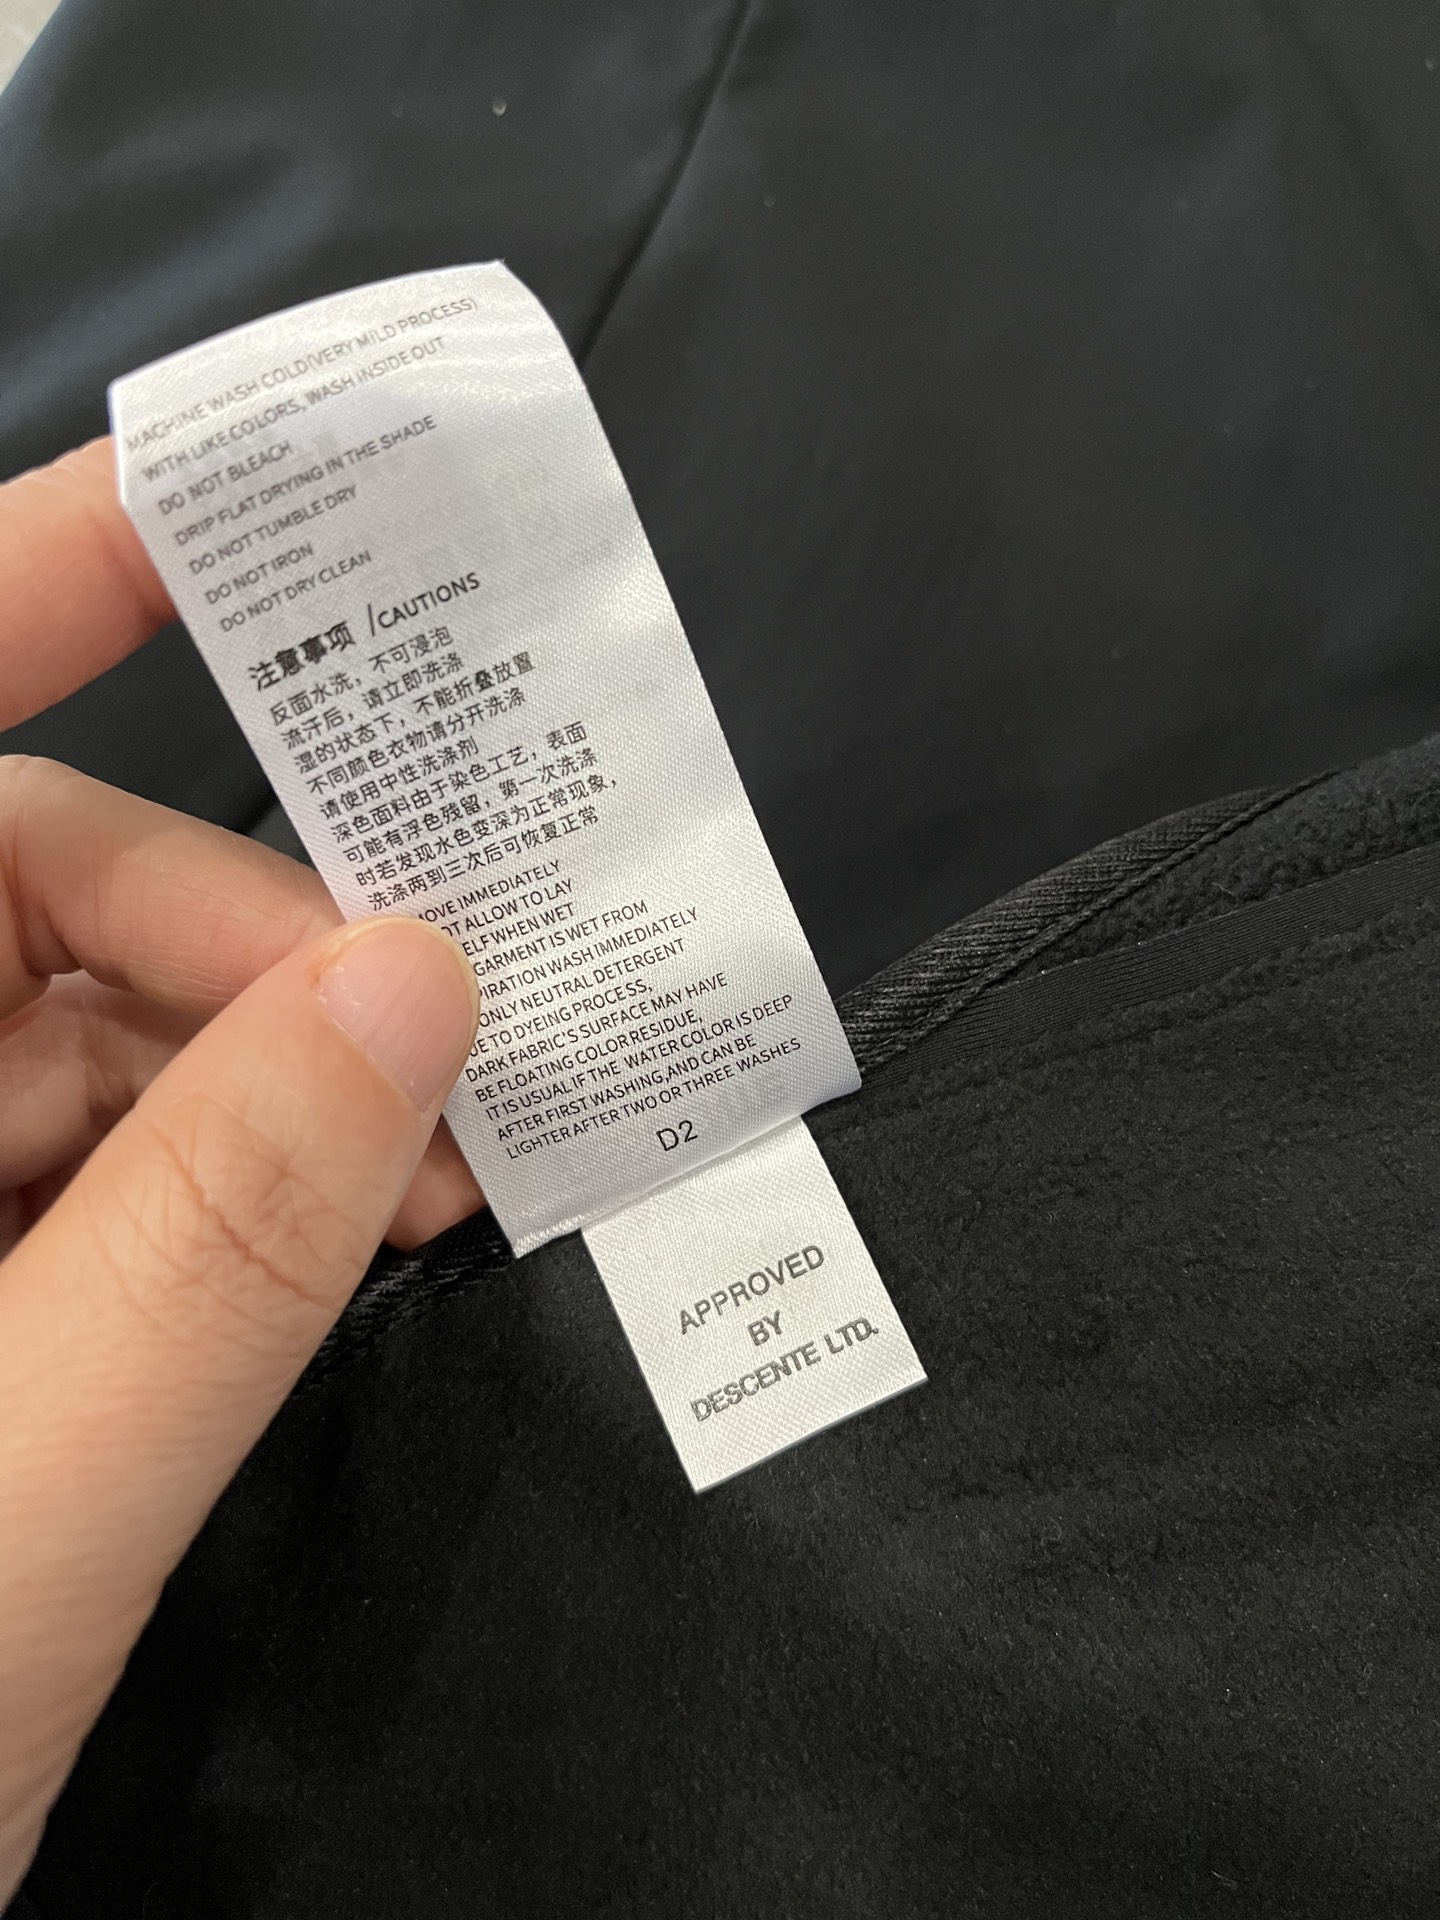 MACHINE WASH COLD(VERY MILD PROCESS)
WITH LIKE COLORS, WASH INSIDE OUT
DO NOT BLEACH
DRIP FLAT DRYING IN THE SHADE
DO NOT TUMBLE DRY
DO NOT IRON
DO NOT DRY CLEAN
注意事项 /CAUTIONS
反面水洗，不可浸泡
流汗后，请立即洗涤
湿的状态下，不能折叠放置
不同颜色衣物请分开洗涤
请使用中性洗涤剂
深色面料由于染色工艺，表面
可能有浮色残留，第一次洗涤
时若发现水色变深为正常现象，
洗涤两到三次后可恢复正常
IMMEDIATELY
ALLOW TO LAY
WHEN WET
GARMENT IS WET FROM
WASH IMMEDIATELY
ONLY NEUTRAL DETERGENT
TO DYEING PROCESS,
DARK FABRIC'S SURFACE MAY HAVE
BE FLOATING COLOR RESIDUE,
IT IS USUAL IF THE WATER COLOR IS DEEP
AFTER FIRST WASHING,AND CAN BE
LIGHTER AFTER TWO OR THREE WASHES
D2
APPROVED
BY
DESCENTE LTD.